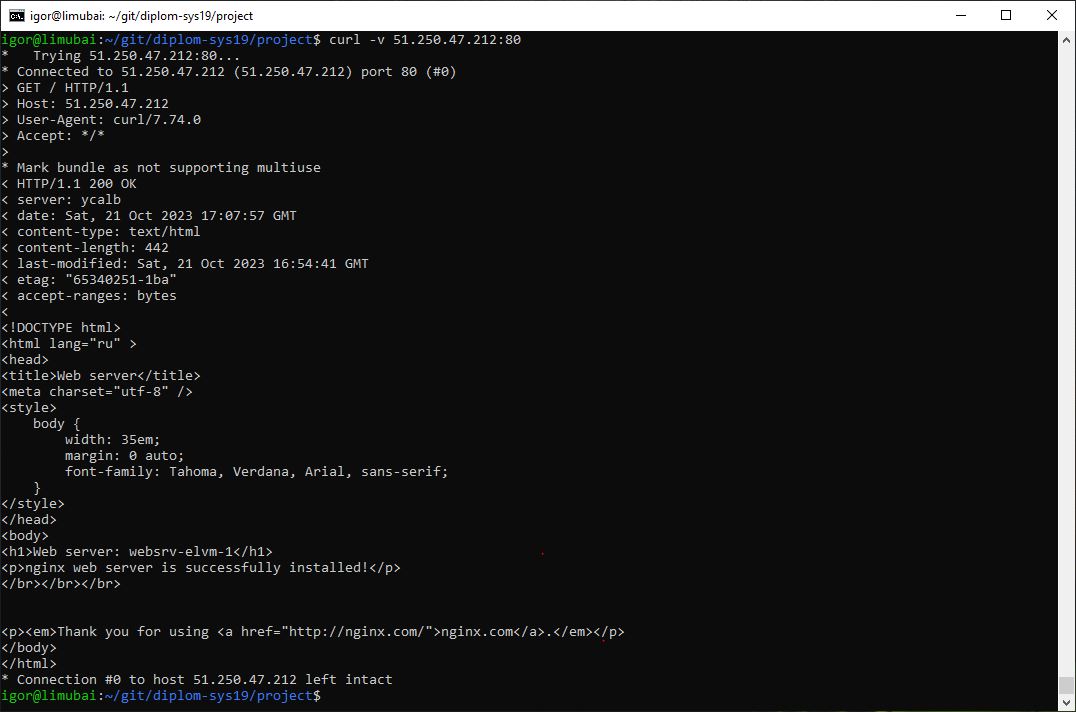 igor@limubai: ~/git/diplom-sys19/project
igor@limubai:~/git/diplom-sys19/project$ curl -v 51.250.47.212:80
*   Trying 51.250.47.212:80...
* Connected to 51.250.47.212 (51.250.47.212) port 80 (#0)
> GET / HTTP/1.1
> Host: 51.250.47.212
> User-Agent: curl/7.74.0
> Accept: */*
>
* Mark bundle as not supporting multiuse
< HTTP/1.1 200 OK
< server: ycalb
< date: Sat, 21 Oct 2023 17:07:57 GMT
< content-type: text/html
< content-length: 442
< last-modified: Sat, 21 Oct 2023 16:54:41 GMT
< etag: "65340251-1ba"
< accept-ranges: bytes
<
<!DOCTYPE html>
<html lang="ru" >
<head>
<title>Web server</title>
<meta charset="utf-8" />
<style>
    body {
        width: 35em;
        margin: 0 auto;
        font-family: Tahoma, Verdana, Arial, sans-serif;
    }
</style>
</head>
<body>
<h1>Web server: websrv-elvm-1</h1>
<p>nginx web server is successfully installed!</p>
</br></br></br>
<p><em>Thank you for using <a href="http://nginx.com/">nginx.com</a>.</em></p>
</body>
</html>
* Connection #0 to host 51.250.47.212 left intact
igor@limubai:~/git/diplom-sys19/project$